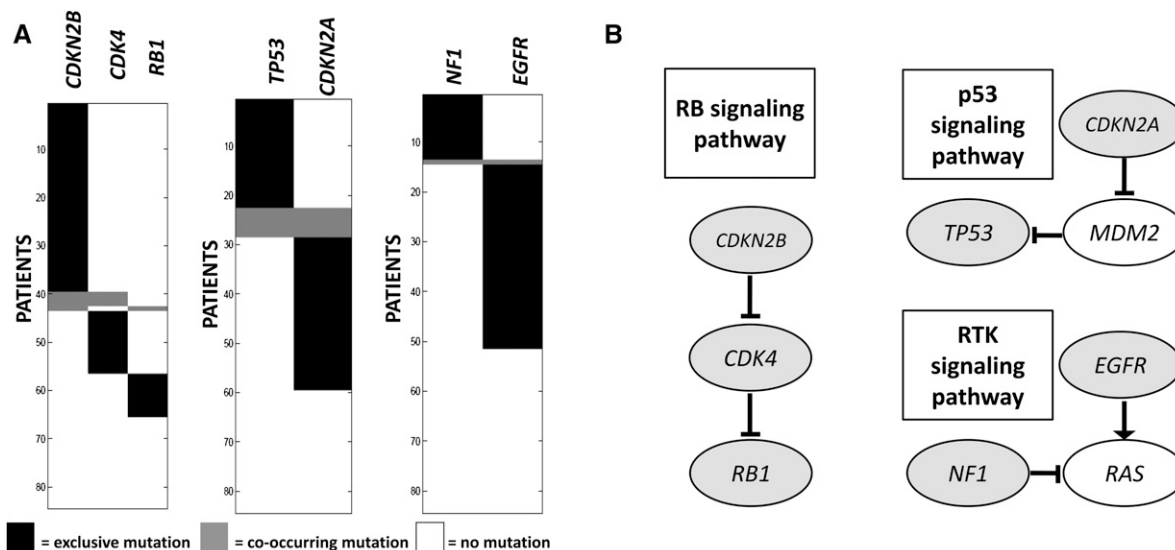 A
CDKN2B
CDK4
RB1
PATIENTS
10
20
30
40
50
60
70
80
TP53
CDKN2A
PATIENTS
10
20
30
40
50
60
70
80
NF1
EGFR
PATIENTS
10
20
30
40
50
60
70
80
= exclusive mutation
= co-occurring mutation
= no mutation
B
RB signaling
pathway
CDKN2B
CDK4
RB1
p53
signaling
pathway
CDKN2A
TP53
MDM2
RTK
signaling
pathway
EGFR
NF1
RAS